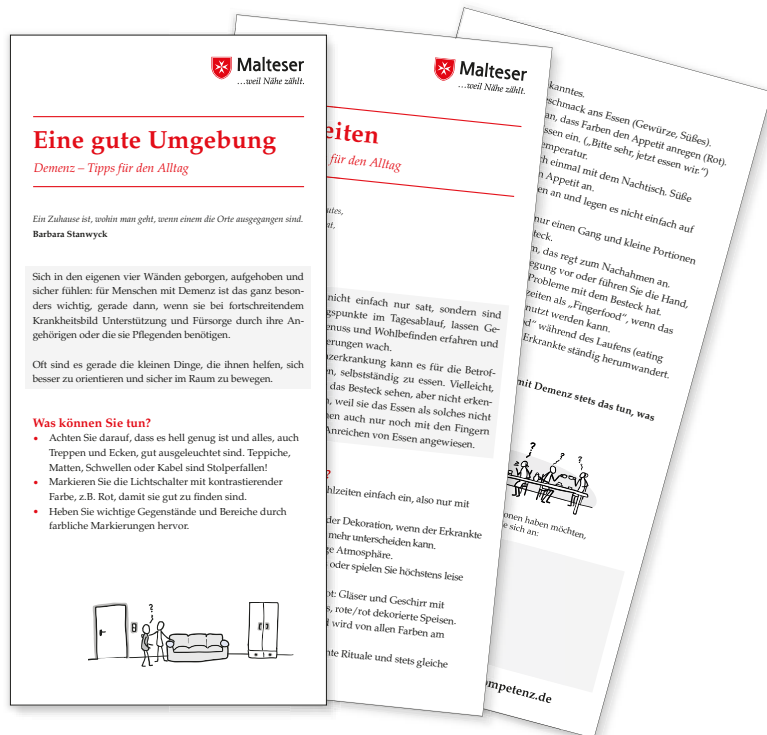 Malteser
…weil Nähe zählt.
Eine gute Umgebung
Demenz – Tipps für den Alltag
Ein Zuhause ist, wohin man geht, wenn einem die Orte ausgegangen sind.
Barbara Stanwyck
Sich in den eigenen vier Wänden geborgen, aufgehoben und
sicher fühlen: für Menschen mit Demenz ist das ganz beson-
ders wichtig, gerade dann, wenn sie bei fortschreitendem
Krankheitsbild Unterstützung und Fürsorge durch ihre An-
gehörigen oder die sie Pflegenden benötigen.
Oft sind es gerade die kleinen Dinge, die ihnen helfen, sich
besser zu orientieren und sicher im Raum zu bewegen.
Was können Sie tun?
• Achten Sie darauf, dass es hell genug ist und alles, auch
Treppen und Ecken, gut ausgeleuchtet sind. Teppiche,
Matten, Schwellen oder Kabel sind Stolperfallen!
• Markieren Sie die Lichtschalter mit kontrastierender
Farbe, z.B. Rot, damit sie gut zu finden sind.
• Heben Sie wichtige Gegenstände und Bereiche durch
farbliche Markierungen hervor.
?
Malteser
…weil Nähe zählt.
eiten
für den Alltag
utes,
at,
nicht einfach nur satt, sondern sind
gspunkte im Tagesablauf, lassen Ge-
enuss und Wohlbefinden erfahren und
erungen wach.
nzerkrankung kann es für die Betrof-
en, selbstständig zu essen. Vielleicht,
das Besteck sehen, aber nicht erken-
n, weil sie das Essen als solches nicht
nen auch nur noch mit den Fingern
Anreichen von Essen angewiesen.
?
hlzeiten einfach ein, also nur mit
der Dekoration, wenn der Erkrankte
mehr unterscheiden kann.
ge Atmosphäre.
oder spielen Sie höchstens leise
ot: Gläser und Geschirr mit
s, rote/rot dekorierte Speisen.
d wird von allen Farben am
nte Rituale und stets gleiche
kanntes.
schmack ans Essen (Gewürze, Süßes).
an, dass Farben den Appetit anregen (Rot).
ssen ein. („Bitte sehr, jetzt essen wir.“)
emperatur.
ch einmal mit dem Nachtisch. Süße
n Appetit an.
en an und legen es nicht einfach auf
nur einen Gang und kleine Portionen
teck.
n, das regt zum Nachahmen an.
egung vor oder führen Sie die Hand,
Probleme mit dem Besteck hat.
zeiten als „Fingerfood“, wenn das
nutzt werden kann.
ed“ während des Laufens (eating
Erkrankte ständig herumwandert.
mit Demenz stets das tun, was
? ? ?
onen haben möchten,
e sich an:
ompetenz.de